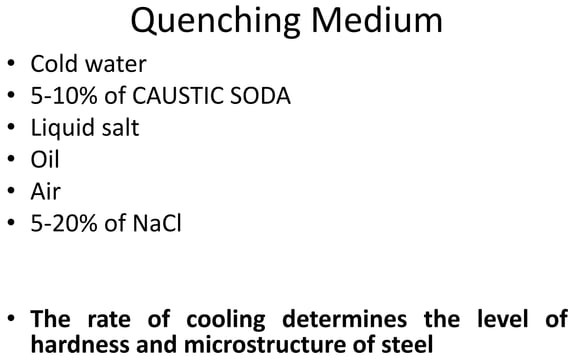 Quenching Medium
• Cold water
• 5-10% of CAUSTIC SODA
• Liquid salt
• Oil
• Air
• 5-20% of NaCl
• The rate of cooling determines the level of
hardness and microstructure of steel